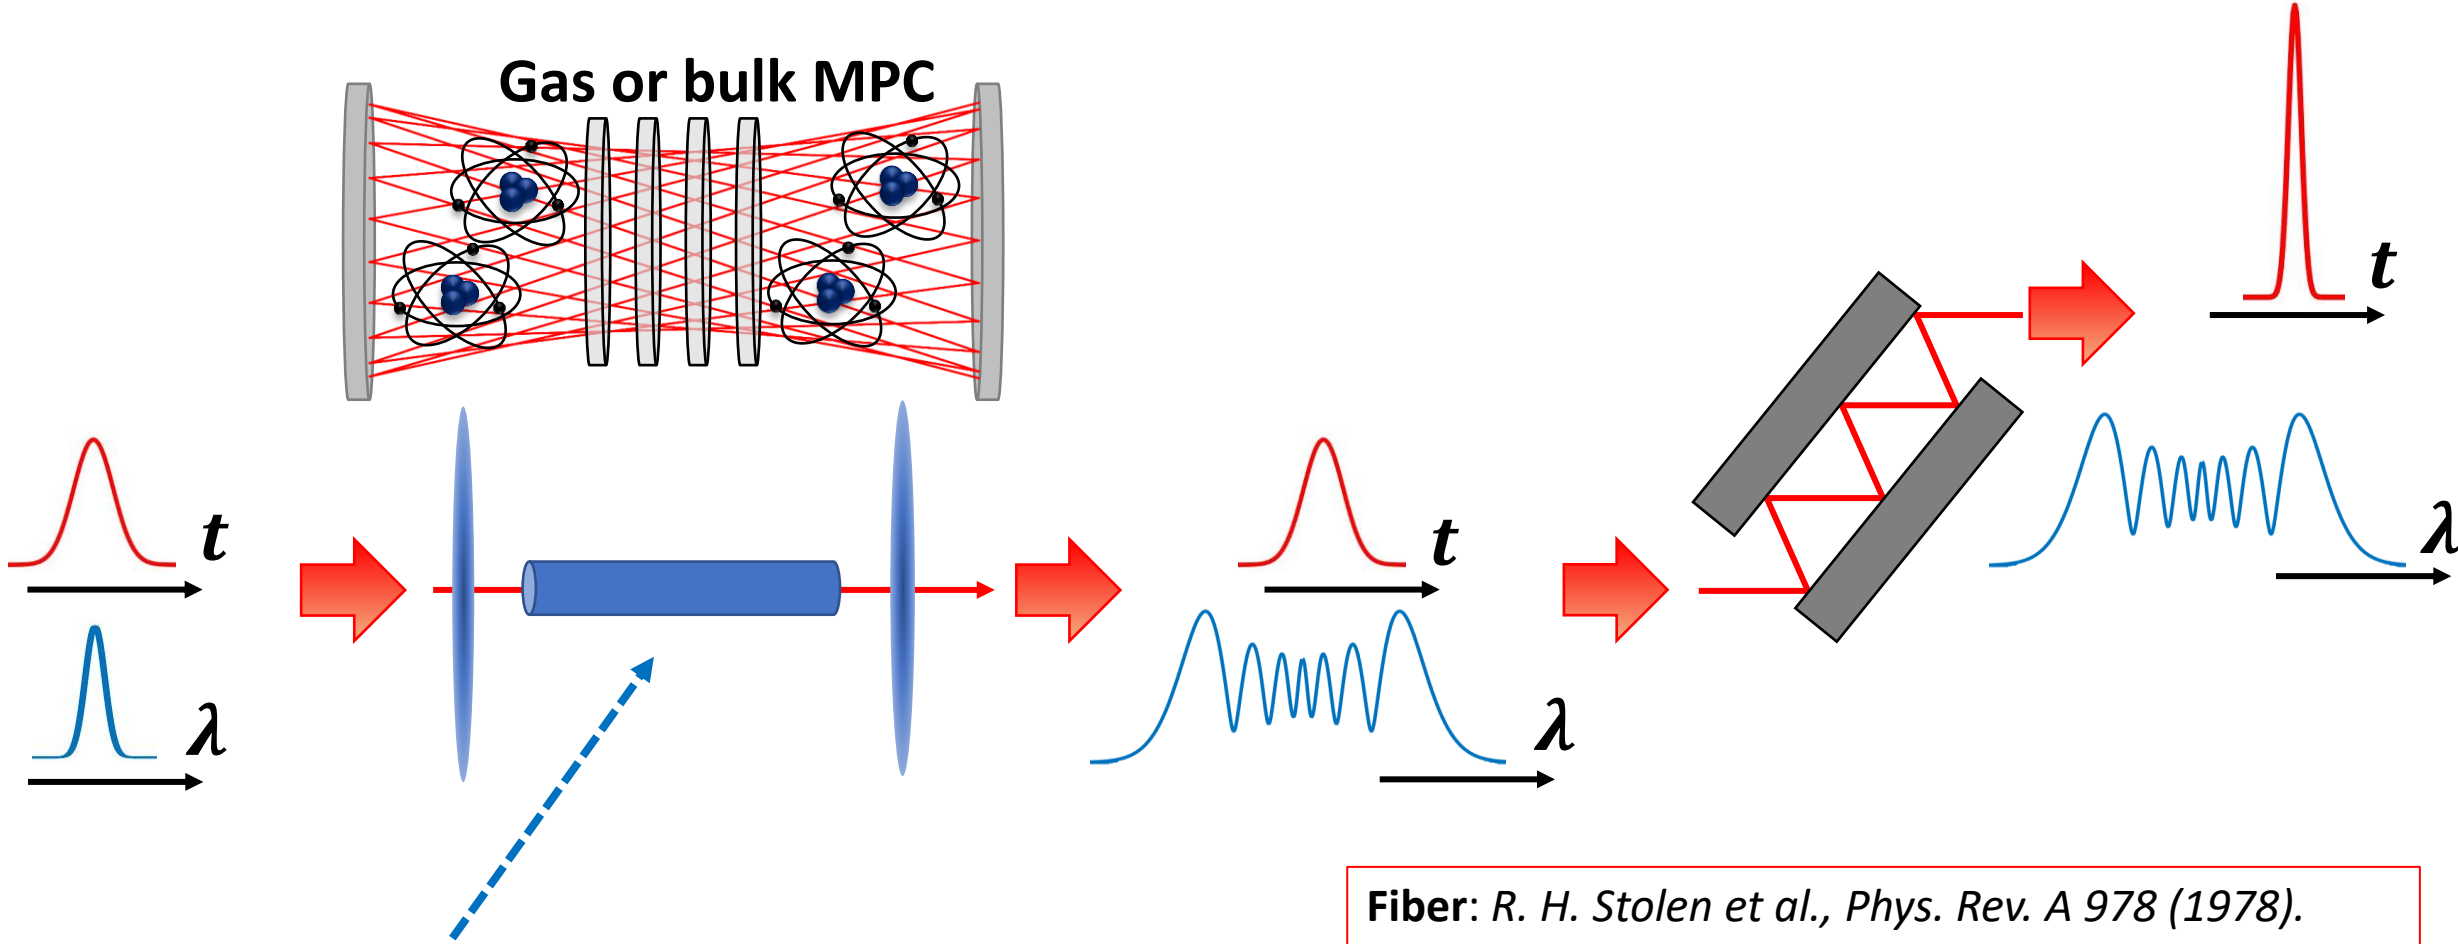 Gas or bulk MPC
t
λ
t
λ
t
λ
Fiber: R. H. Stolen et al., Phys. Rev. A 978 (1978).